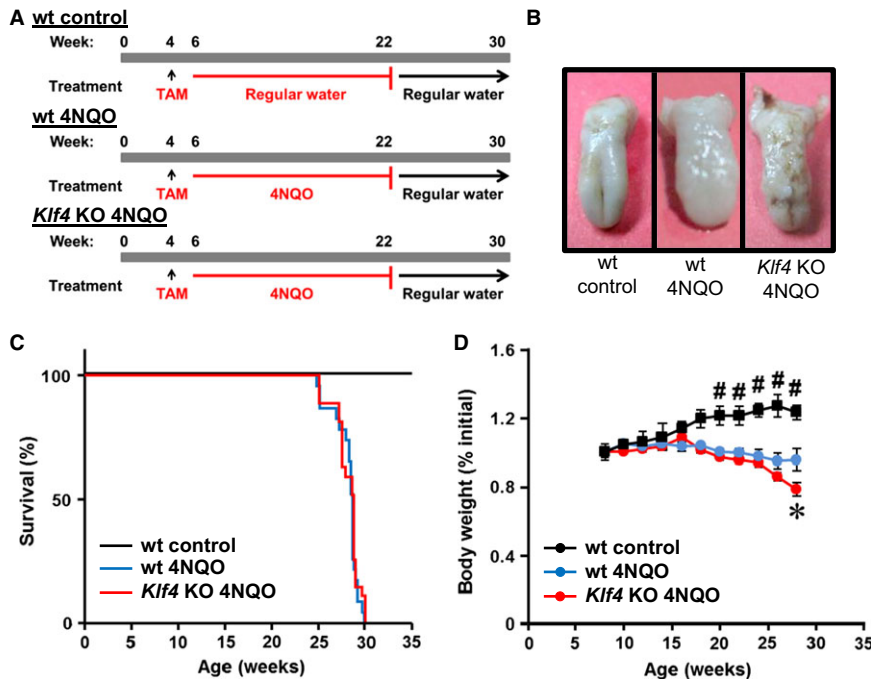 A
wt control
Week: 0 4 6 22 30
Treatment
TAM
Regular water
Regular water
wt 4NQO
Week: 0 4 6 22 30
Treatment
TAM
4NQO
Regular water
Klf4 KO 4NQO
Week: 0 4 6 22 30
Treatment
TAM
4NQO
Regular water
B
wt control
wt 4NQO
Klf4 KO 4NQO
C
Survival (%)
100
50
0
wt control
wt 4NQO
Klf4 KO 4NQO
0 5 10 15 20 25 30 35
Age (weeks)
D
Body weight (% initial)
1.6
1.2
0.8
0.4
0
# # # # #
*
wt control
wt 4NQO
Klf4 KO 4NQO
0 5 10 15 20 25 30 35
Age (weeks)